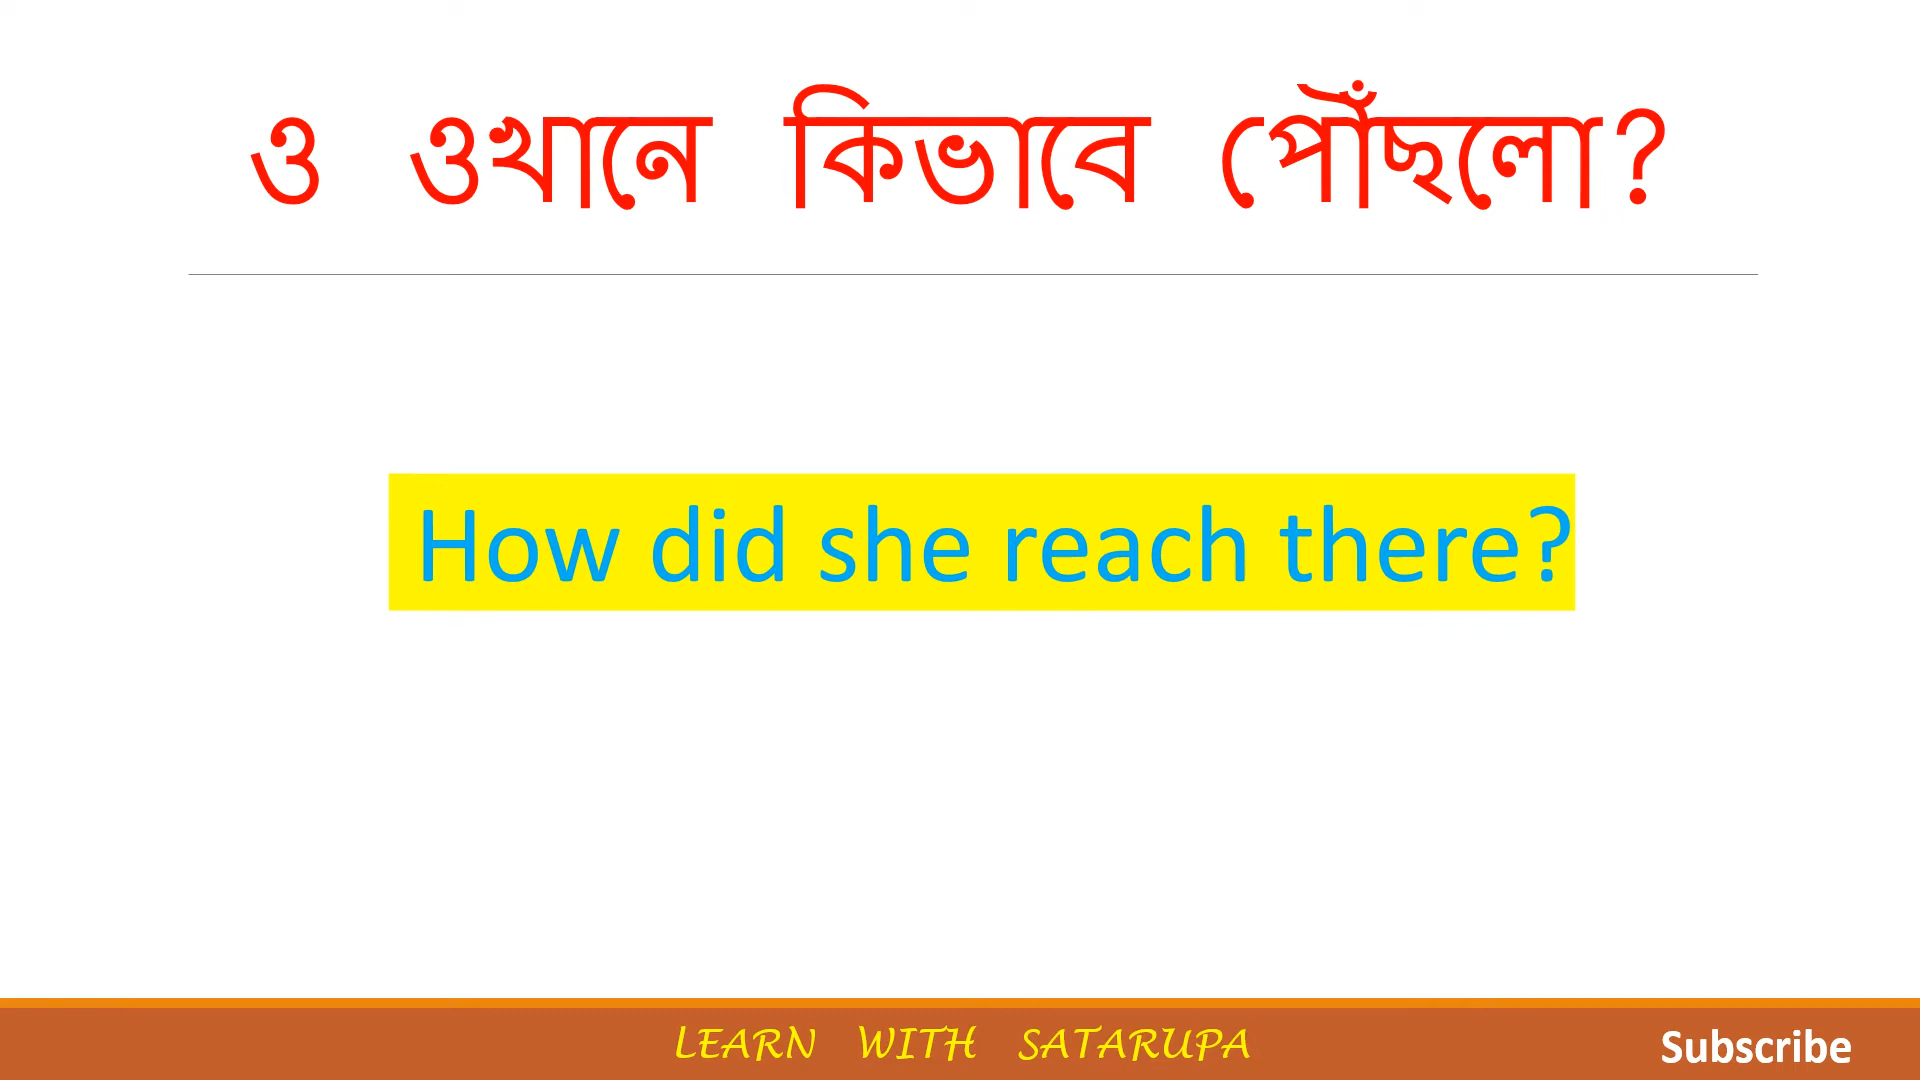 ও ওখানে কিভাবে পৌঁছলো?
How did she reach there?
LEARN WITH SATARUPA
Subscribe